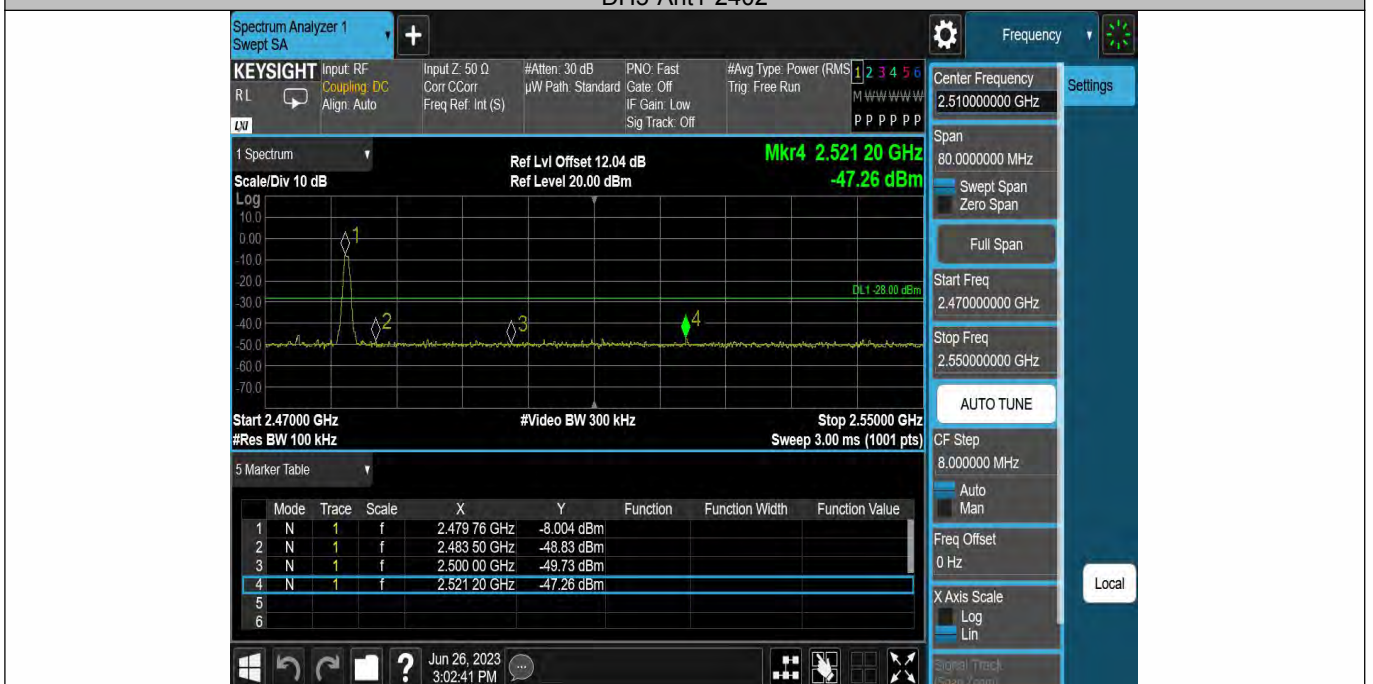 DH5-Ant1-2402
Spectrum Analyzer 1
Swept SA
Frequency
KEYSIGHT
RL
LXI
Input: RF
Coupling: DC
Align: Auto
Input Z: 50 Ω
Corr CCorr
Freq Ref: Int (S)
#Atten: 30 dB
µW Path: Standard
PNO: Fast
Gate: Off
IF Gain: Low
Sig Track: Off
#Avg Type: Power (RMS
Trig: Free Run
1 2 3 4 5 6
M W W W W W
P P P P P P
1 Spectrum
Scale/Div 10 dB
Ref Lvl Offset 12.04 dB
Ref Level 20.00 dBm
Mkr4 2.521 20 GHz
-47.26 dBm
Log
10.0
0.00
-10.0
-20.0
-30.0
-40.0
-50.0
-60.0
-70.0
1
2
3
4
DL1 -28.00 dBm
Start 2.47000 GHz
#Res BW 100 kHz
#Video BW 300 kHz
Stop 2.55000 GHz
Sweep 3.00 ms (1001 pts)
5 Marker Table
Mode Trace Scale X Y Function Function Width Function Value
1 N 1 f 2.479 76 GHz -8.004 dBm
2 N 1 f 2.483 50 GHz -48.83 dBm
3 N 1 f 2.500 00 GHz -49.73 dBm
4 N 1 f 2.521 20 GHz -47.26 dBm
5
6
Jun 26, 2023
3:02:41 PM
Center Frequency
2.510000000 GHz
Settings
Span
80.0000000 MHz
Swept Span
Zero Span
Full Span
Start Freq
2.470000000 GHz
Stop Freq
2.550000000 GHz
AUTO TUNE
CF Step
8.000000 MHz
Auto
Man
Freq Offset
0 Hz
X Axis Scale
Log
Lin
Local
Signal Track
(Span Zoom)